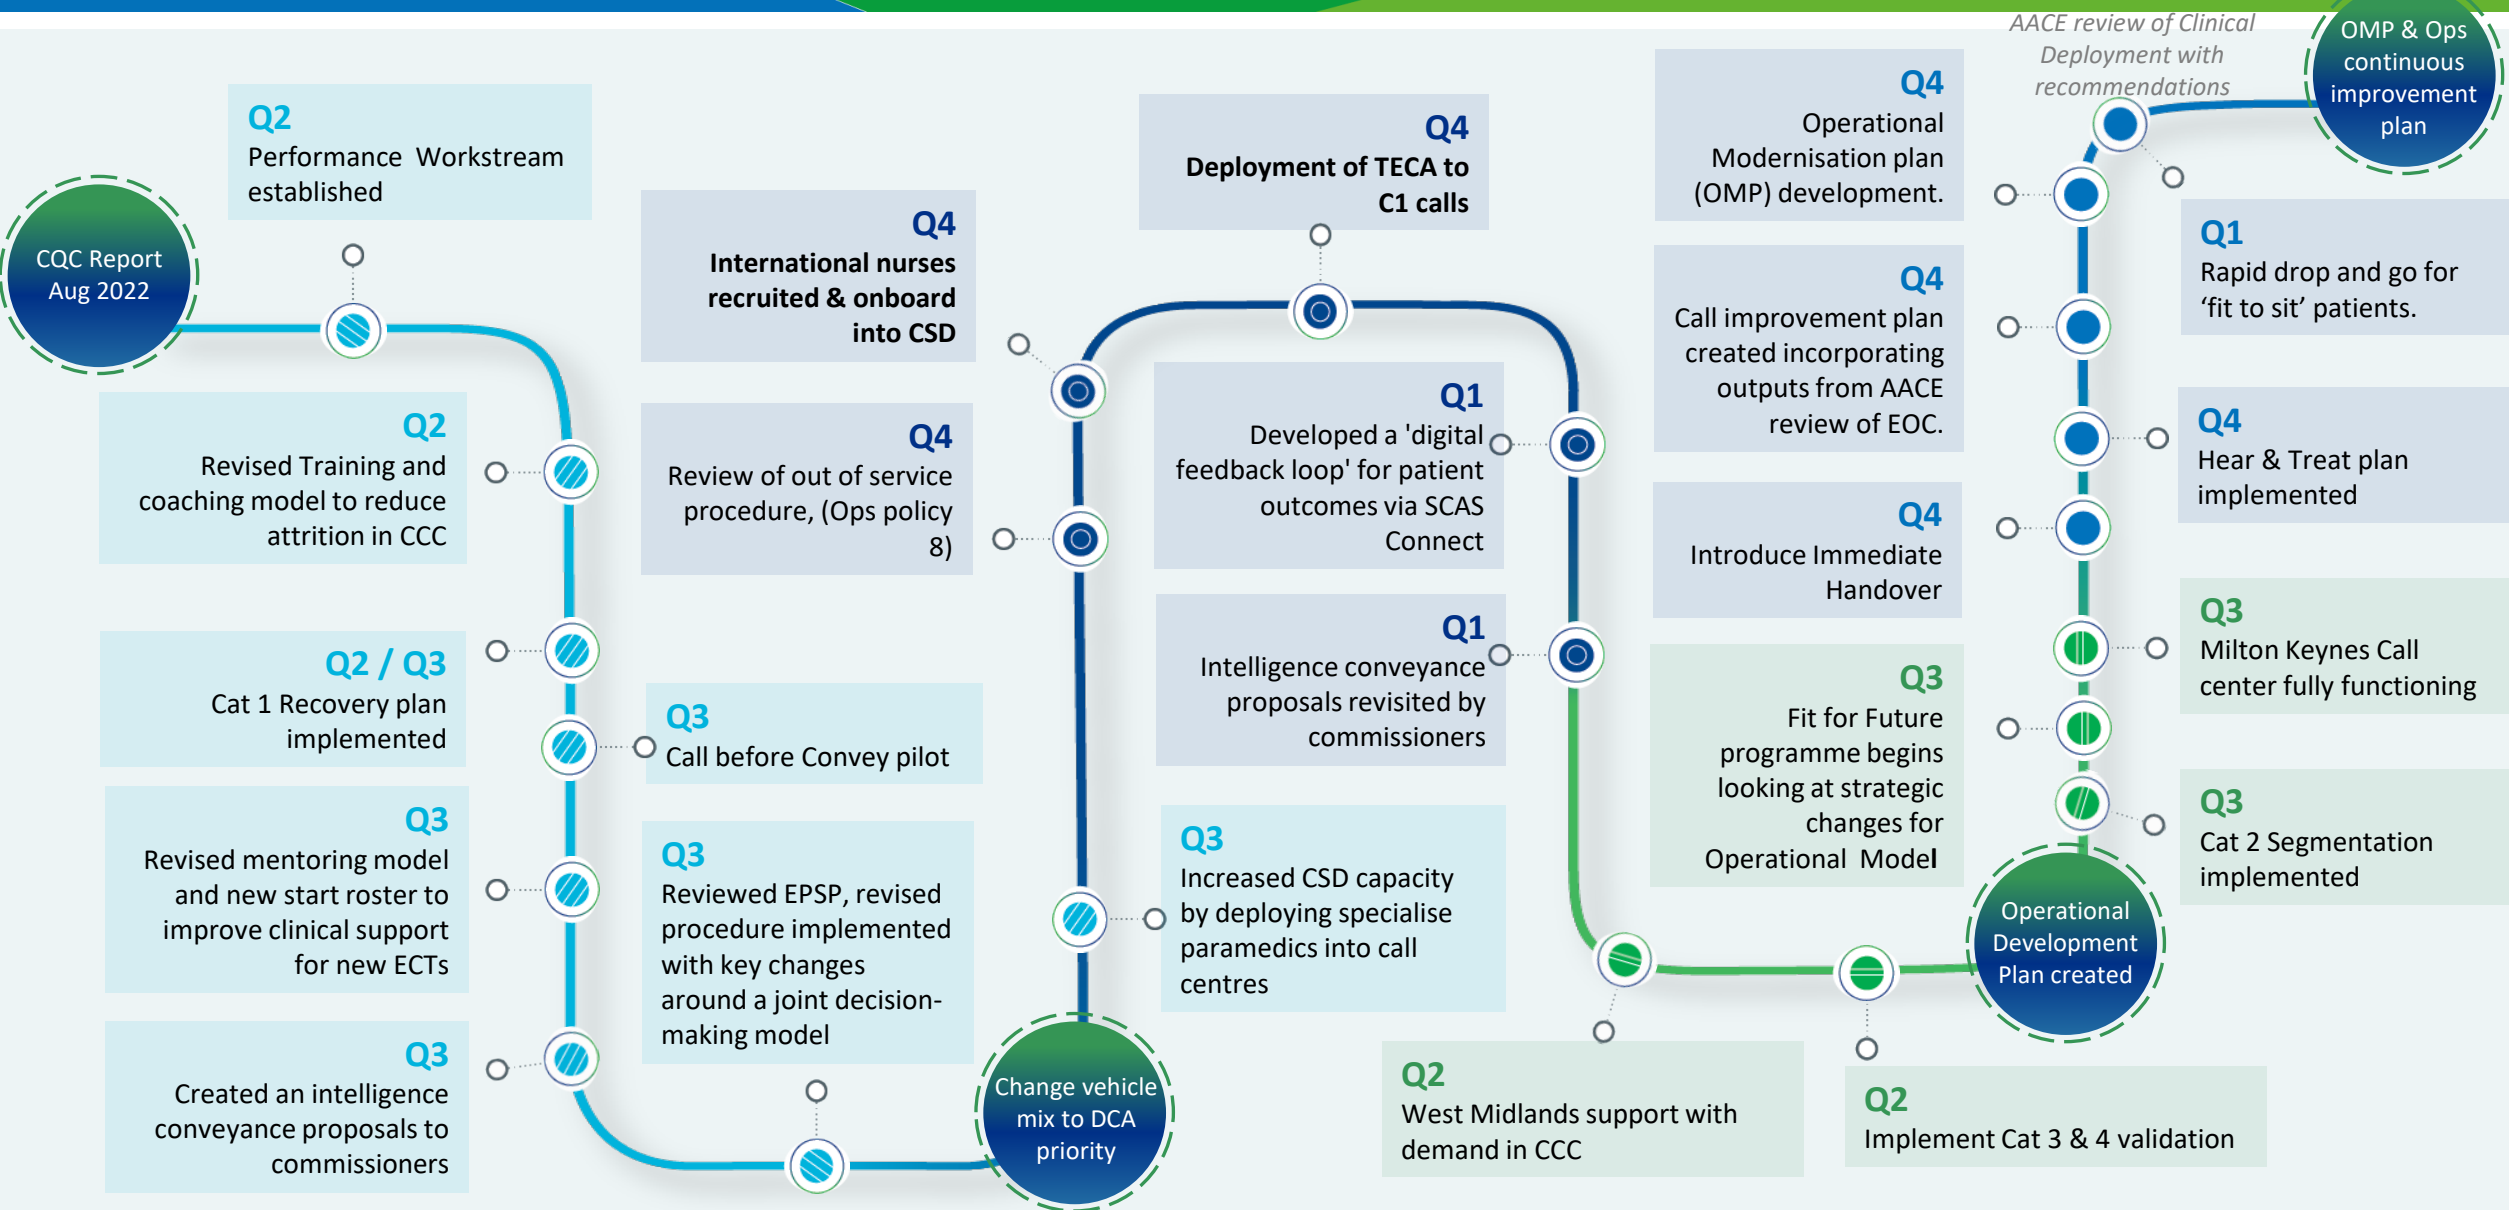 CQC Report
Aug 2022
Q2
Performance Workstream
established
Q2
Revised Training and
coaching model to reduce
attrition in CCC
Q2 / Q3
Cat 1 Recovery plan
implemented
Q3
Call before Convey pilot
Q3
Revised mentoring model
and new start roster to
improve clinical support
for new ECTs
Q3
Created an intelligence
conveyance proposals to
commissioners
Q3
Reviewed EPSP, revised
procedure implemented
with key changes
around a joint decision-
making model
Change vehicle
mix to DCA
priority
Q3
Increased CSD capacity
by deploying specialise
paramedics into call
centres
Q4
Review of out of service
procedure, (Ops policy
8)
Q4
International nurses
recruited & onboard
into CSD
Q4
Deployment of TECA to
C1 calls
Q1
Developed a 'digital
feedback loop' for patient
outcomes via SCAS
Connect
Q1
Intelligence conveyance
proposals revisited by
commissioners
Q2
West Midlands support with
demand in CCC
Q2
Implement Cat 3 & 4 validation
Operational
Development
Plan created
Q3
Cat 2 Segmentation
implemented
Q3
Fit for Future
programme begins
looking at strategic
changes for
Operational Model
Q3
Milton Keynes Call
center fully functioning
Q4
Introduce Immediate
Handover
Q4
Hear & Treat plan
implemented
Q4
Call improvement plan
created incorporating
outputs from AACE
review of EOC.
Q4
Operational
Modernisation plan
(OMP) development.
Q1
Rapid drop and go for
‘fit to sit’ patients.
AACE review of Clinical
Deployment with
recommendations
OMP & Ops
continuous
improvement
plan